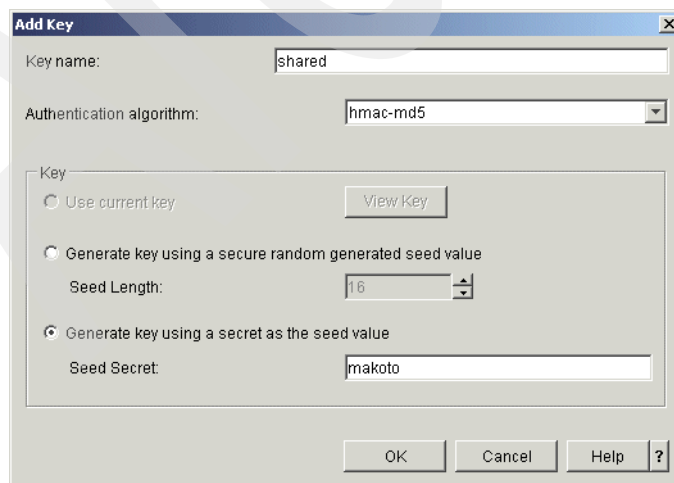 Add Key
Key name: shared
Authentication algorithm: hmac-md5
Key
Use current key View Key
Generate key using a secure random generated seed value
Seed Length: 16
Generate key using a secret as the seed value
Seed Secret: makoto
OK Cancel Help ?